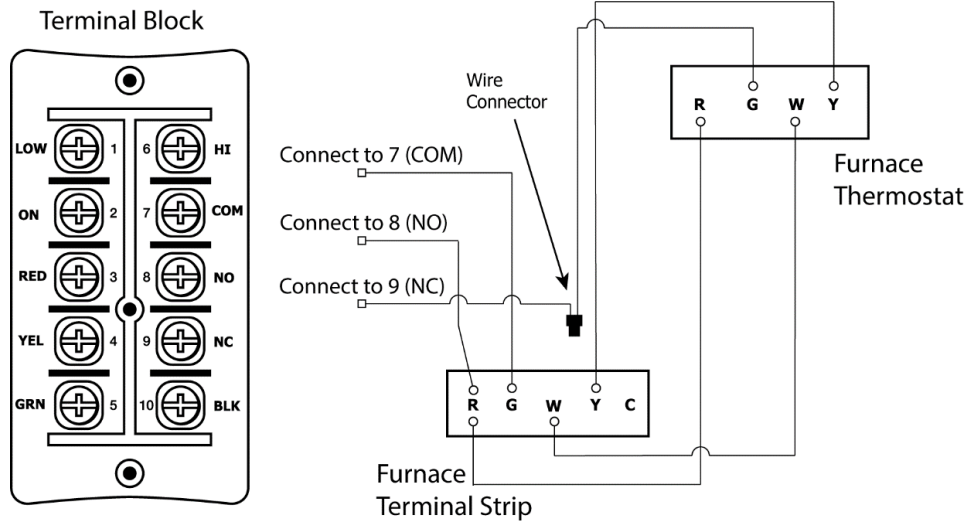 Terminal Block
LOW 1 6 HI
ON 2 7 COM
RED 3 8 NO
YEL 4 9 NC
GRN 5 10 BLK
Wire
Connector
Connect to 7 (COM)
Connect to 8 (NO)
Connect to 9 (NC)
R G W Y
Furnace
Thermostat
R G W Y C
Furnace
Terminal Strip